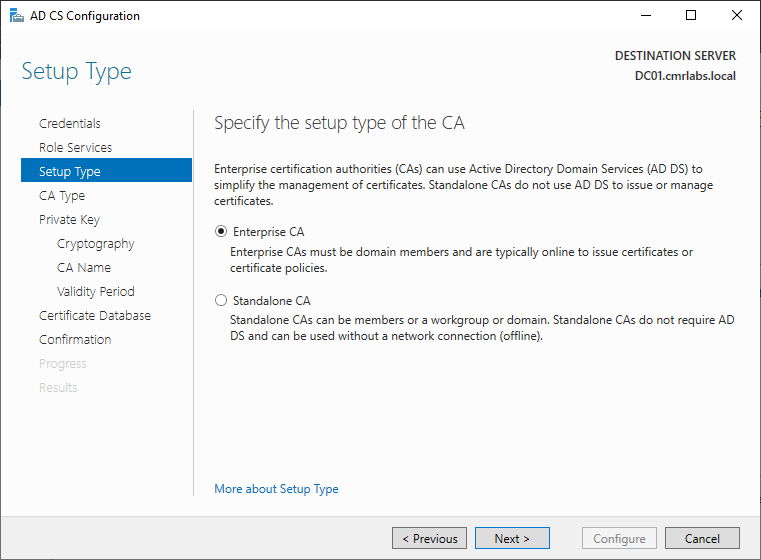 AD CS Configuration
Setup Type
DESTINATION SERVER
DC01.cmrlabs.local
Credentials
Role Services
Setup Type
CA Type
Private Key
Cryptography
CA Name
Validity Period
Certificate Database
Confirmation
Progress
Results
Specify the setup type of the CA
Enterprise certification authorities (CAs) can use Active Directory Domain Services (AD DS) to
simplify the management of certificates. Standalone CAs do not use AD DS to issue or manage
certificates.
Enterprise CA
Enterprise CAs must be domain members and are typically online to issue certificates or
certificate policies.
Standalone CA
Standalone CAs can be members or a workgroup or domain. Standalone CAs do not require AD
DS and can be used without a network connection (offline).
More about Setup Type
< Previous
Next >
Configure
Cancel